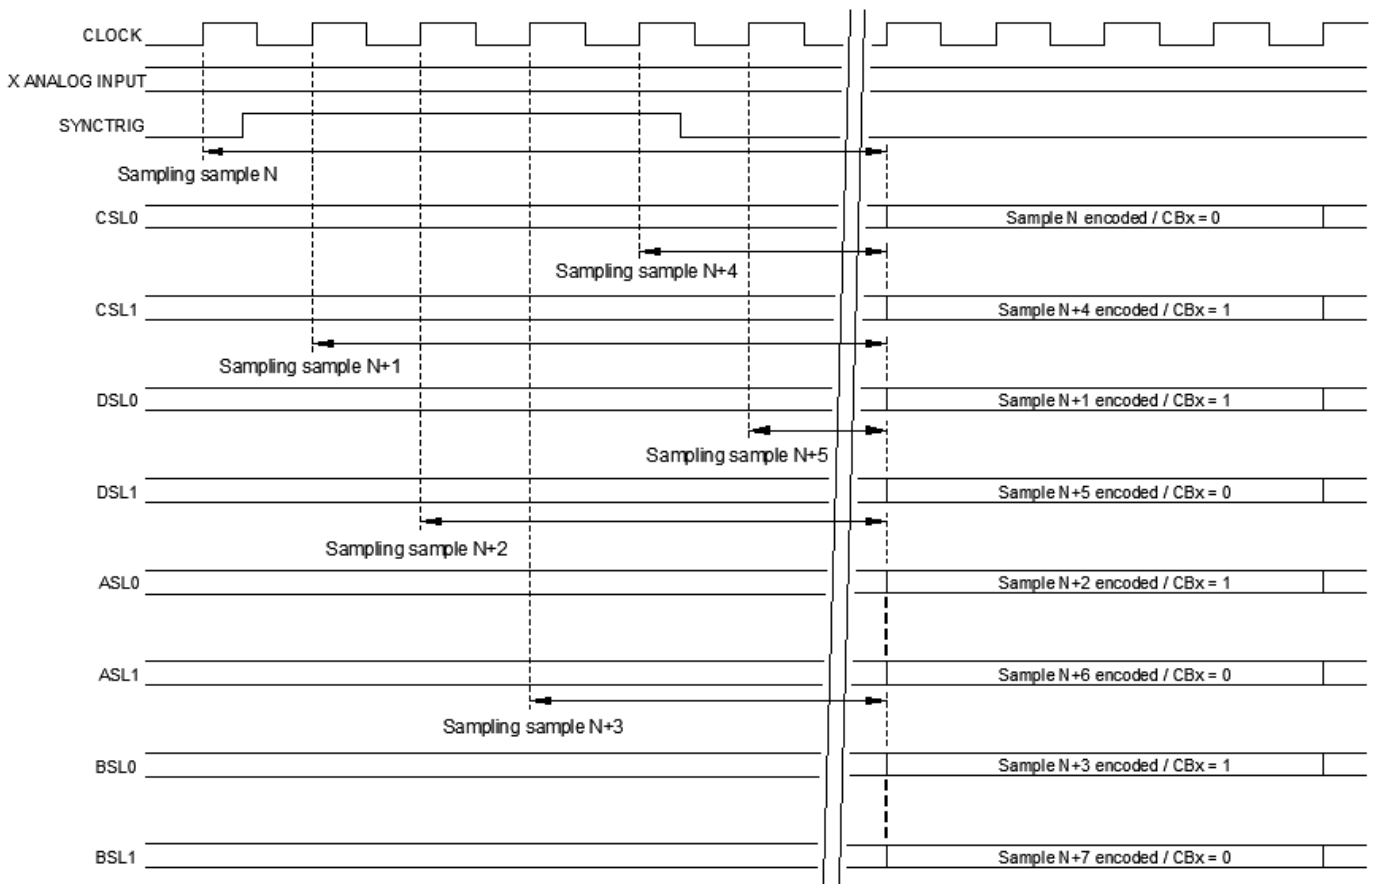 CLOCK
X ANALOG INPUT
SYNCTRIG
Sampling sample N
CSL0 Sample N encoded / CBx = 0
Sampling sample N+4
CSL1 Sample N+4 encoded / CBx = 1
Sampling sample N+1
DSL0 Sample N+1 encoded / CBx = 1
Sampling sample N+5
DSL1 Sample N+5 encoded / CBx = 0
Sampling sample N+2
ASL0 Sample N+2 encoded / CBx = 1
ASL1 Sample N+6 encoded / CBx = 0
Sampling sample N+3
BSL0 Sample N+3 encoded / CBx = 1
BSL1 Sample N+7 encoded / CBx = 0